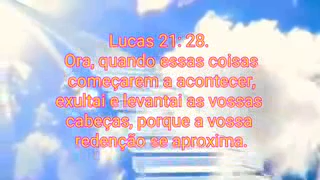 Lucas 21: 28.
Ora, quando essas coisas
começarem a acontecer,
exultai e levantai as vossas
cabeças, porque a vossa
redenção se aproxima.